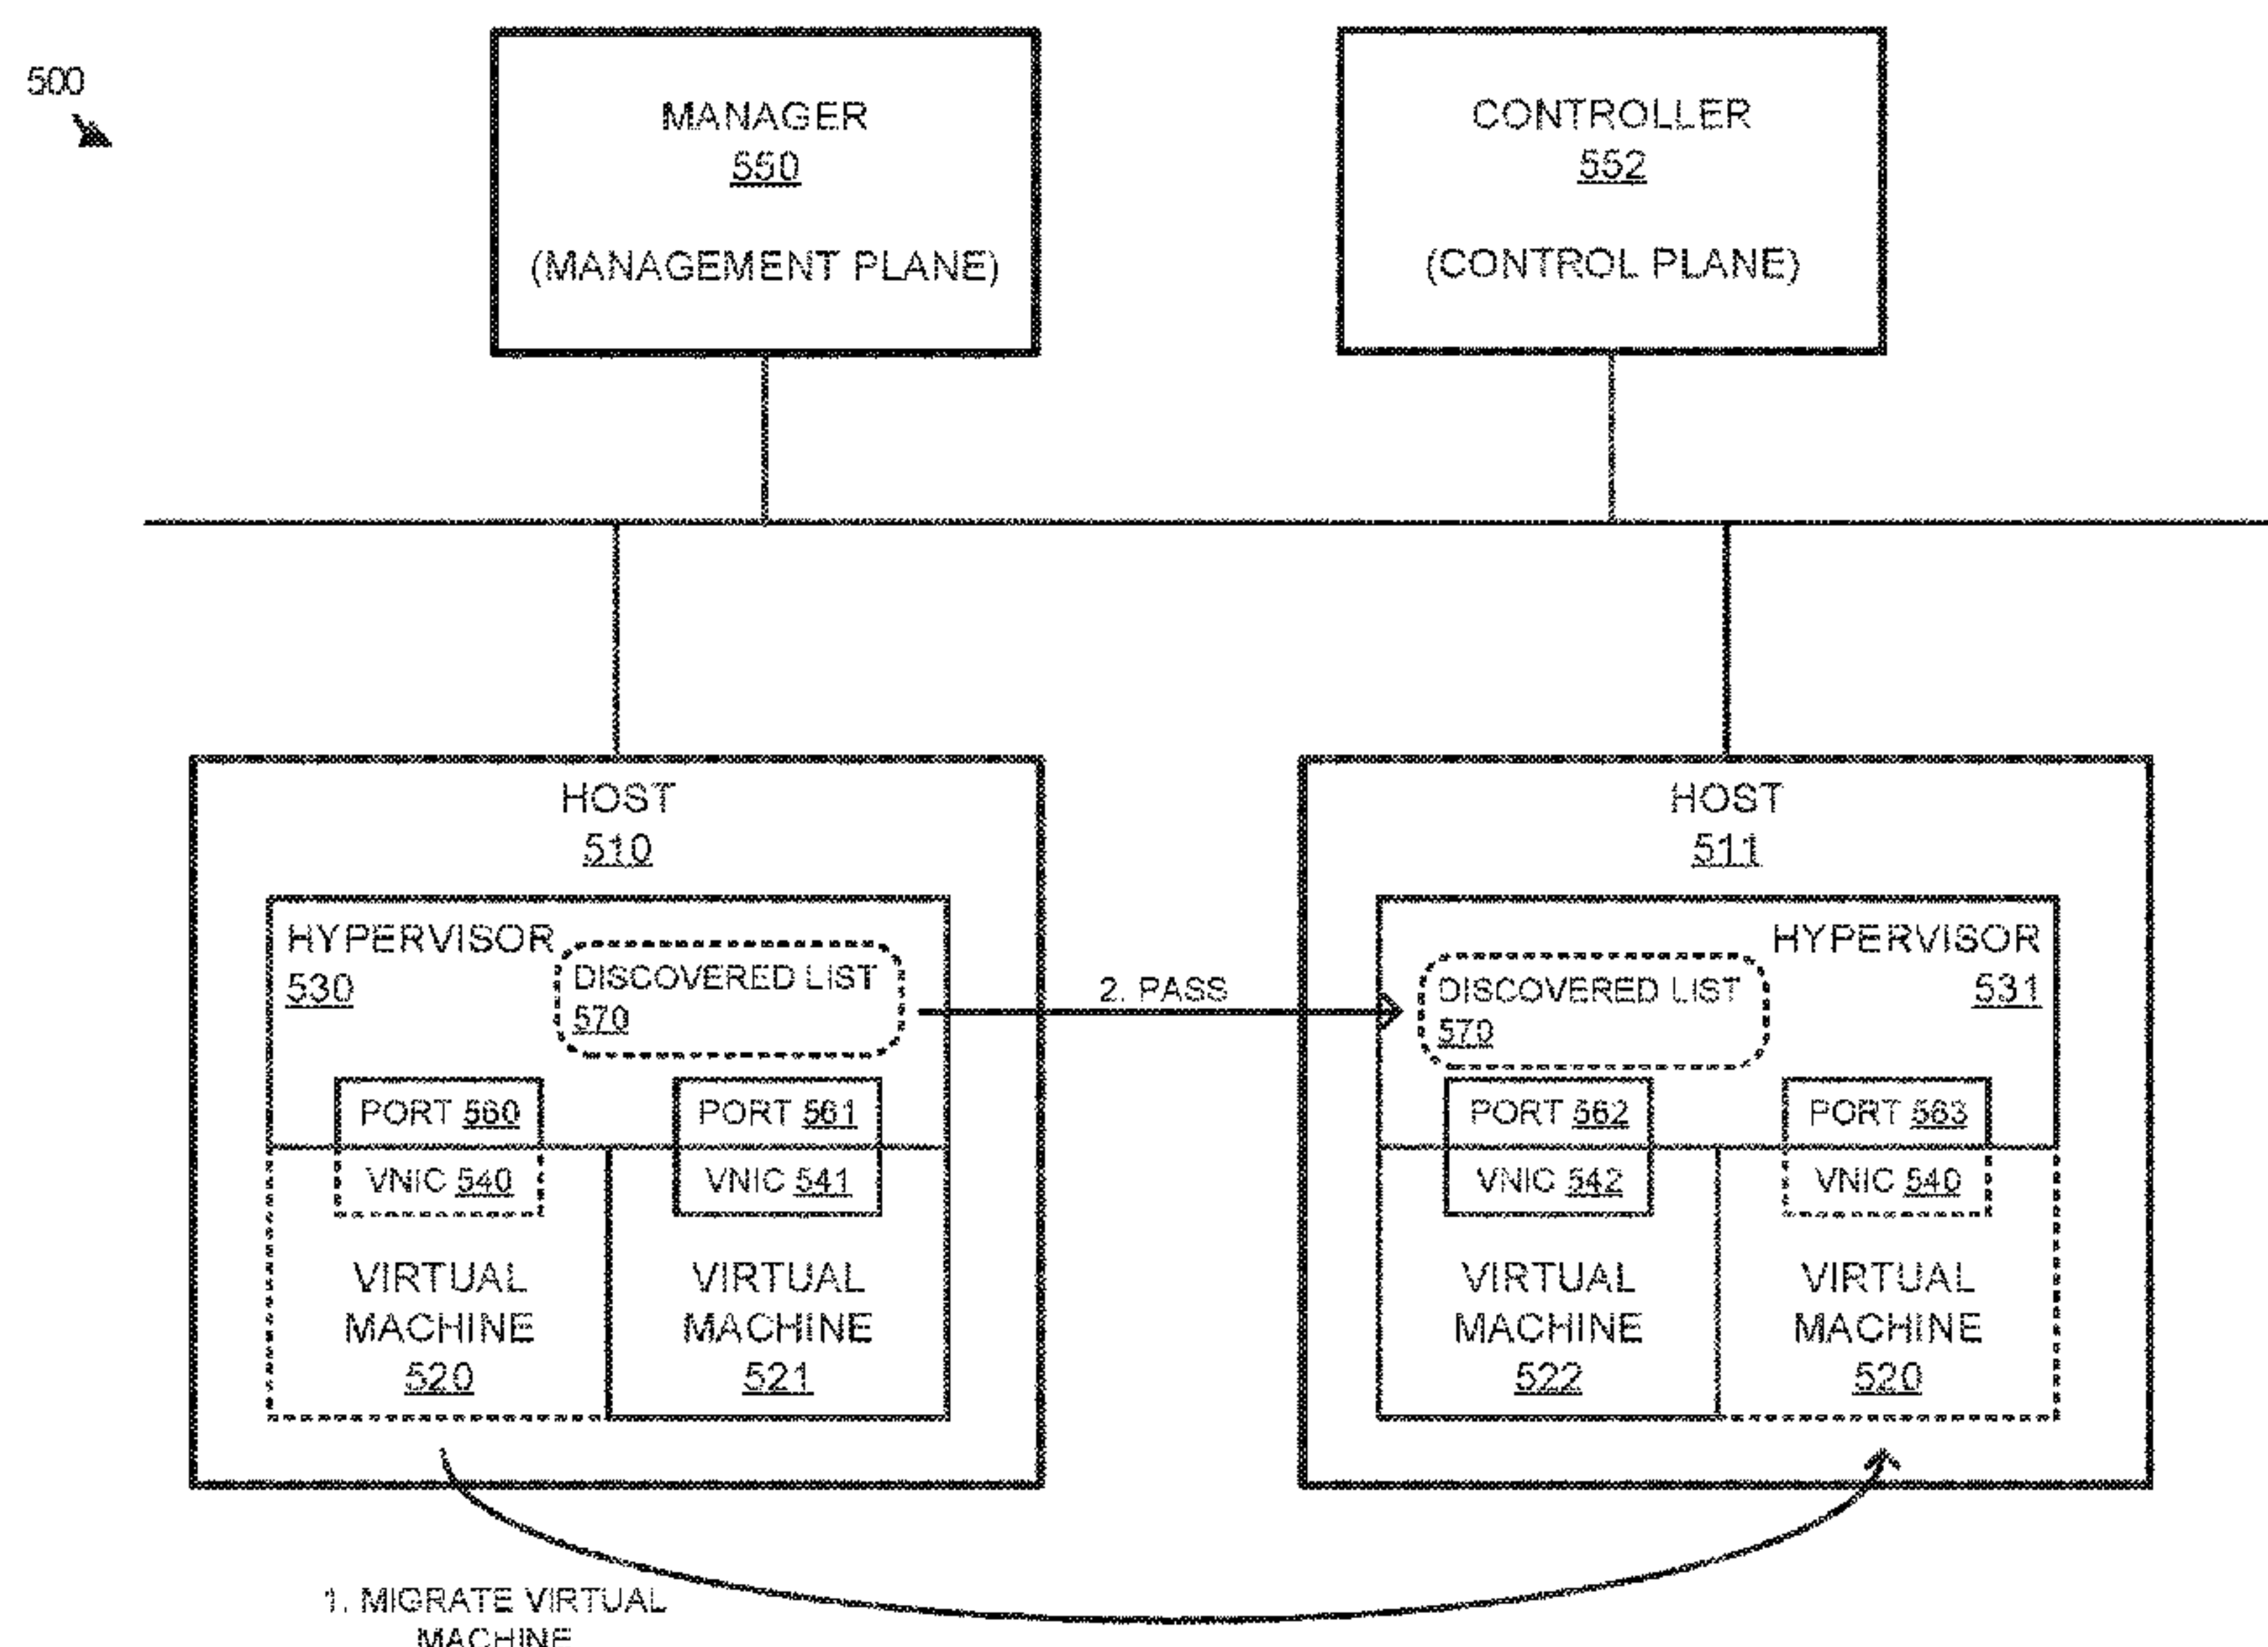 500
MANAGER
550
(MANAGEMENT PLANE)
CONTROLLER
552
(CONTROL PLANE)
HOST
510
HYPERVISOR
530
DISCOVERED LIST
570
PORT 560
PORT 561
VNIC 540
VNIC 541
VIRTUAL
MACHINE
520
VIRTUAL
MACHINE
521
2. PASS
HOST
511
HYPERVISOR
531
DISCOVERED LIST
570
PORT 562
PORT 563
VNIC 542
VNIC 540
VIRTUAL
MACHINE
522
VIRTUAL
MACHINE
520
1. MIGRATE VIRTUAL
MACHINE